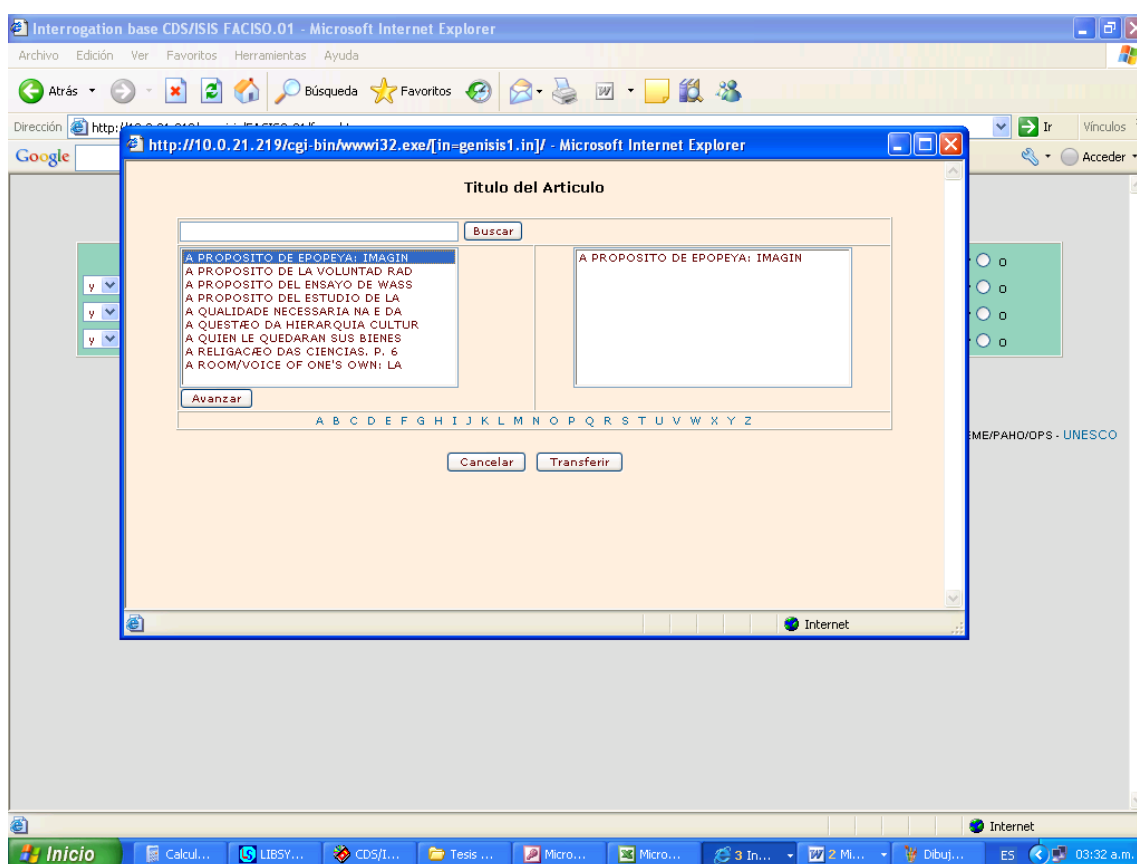 Interrogation base CDS/ISIS FACISO.01 - Microsoft Internet Explorer
Archivo Edición Ver Favoritos Herramientas Ayuda
Atrás Búsqueda Favoritos
Dirección http:/ Ir Vínculos
Google Acceder
http://10.0.21.219/cgi-bin/wwwi32.exe/[in=genisis1.in]/ - Microsoft Internet Explorer
Titulo del Articulo
Buscar
A PROPOSITO DE EPOPEYA: IMAGIN
A PROPOSITO DE LA VOLUNTAD RAD
A PROPOSITO DEL ENSAYO DE WASS
A PROPOSITO DEL ESTUDIO DE LA
A QUALIDADE NECESSARIA NA E DA
A QUESTÆO DA HIERARQUIA CULTUR
A QUIEN LE QUEDARAN SUS BIENES
A RELIGACÆO DAS CIENCIAS. P. 6
A ROOM/VOICE OF ONE'S OWN: LA
A PROPOSITO DE EPOPEYA: IMAGIN
Avanzar
A B C D E F G H I J K L M N O P Q R S T U V W X Y Z
Cancelar Transferir
Internet
y
y
y
o
o
o
o
EME/PAHO/OPS - UNESCO
Internet
Inicio Calcul... LIBSY... CDS/I... Tesis ... Micro... Micro... 3 In... 2 Mi... Dibuj... ES 03:32 a.m.